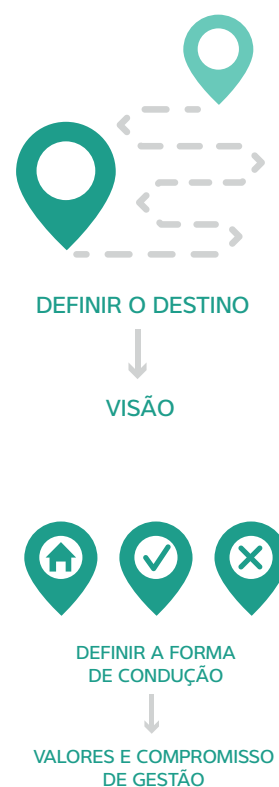 DEFINIR O DESTINO
VISÃO
DEFINIR A FORMA
DE CONDUÇÃO
VALORES E COMPROMISSO
DE GESTÃO